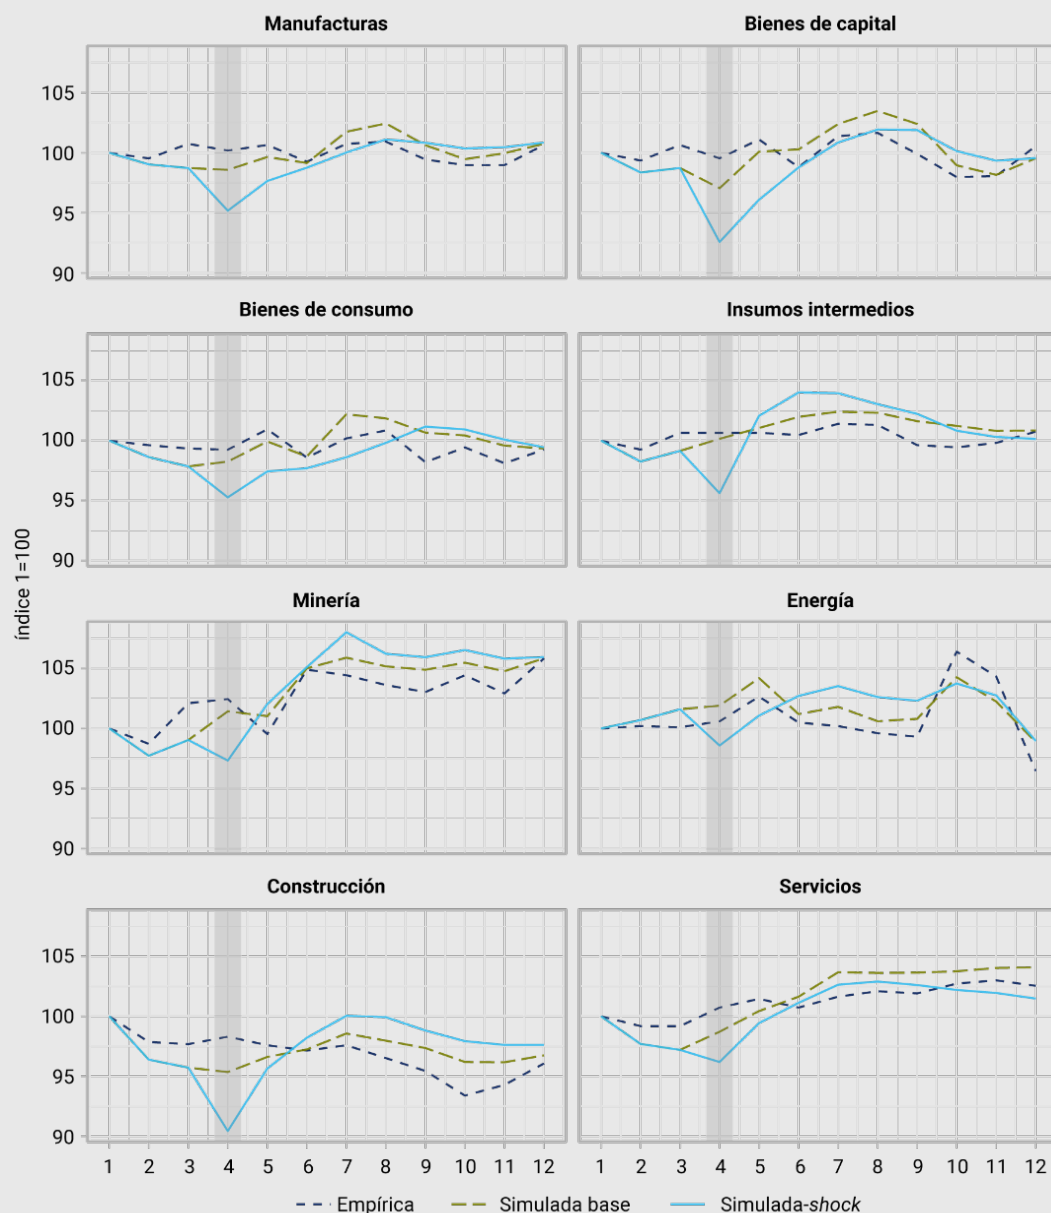 Manufacturas
Bienes de capital
105
100
95
90
Bienes de consumo
Insumos intermedios
105
100
95
90
índice 1=100
Minería
Energía
105
100
95
90
Construcción
Servicios
105
100
95
90
1 2 3 4 5 6 7 8 9 10 11 12
1 2 3 4 5 6 7 8 9 10 11 12
Empírica Simulada base Simulada-shock